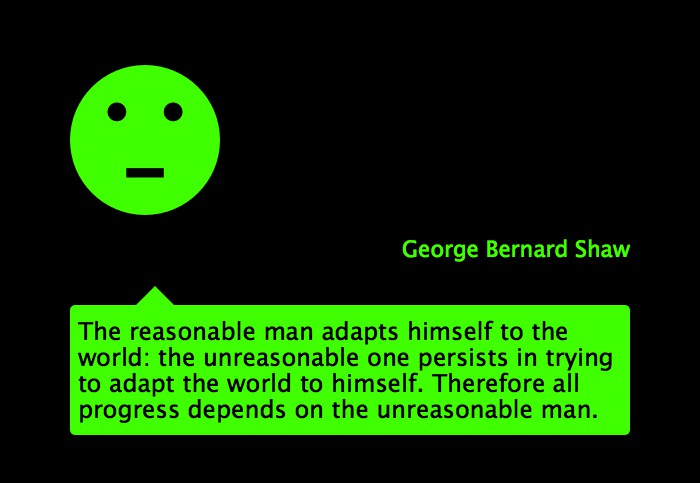 George Bernard Shaw
The reasonable man adapts himself to the
world: the unreasonable one persists in trying
to adapt the world to himself. Therefore all
progress depends on the unreasonable man.